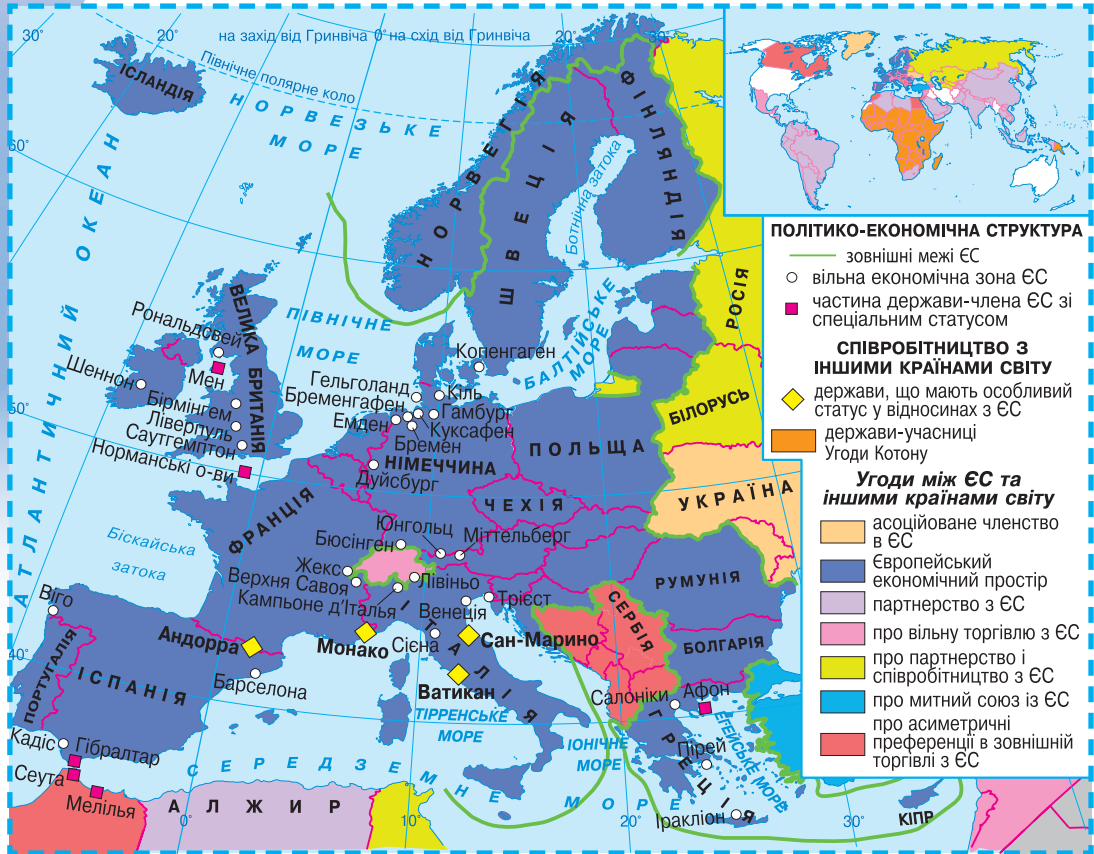 30°
20°
на захід від Гринвіча 0° на схід від Гринвіча
20°
30°
Північне полярне коло
ІСЛАНДІЯ
НОРВЕЗЬКЕ
МОРЕ
60°
АТЛАНТИЧНИЙ ОКЕАН
НОРВЕГІЯ
ШВЕЦІЯ
ФІНЛЯНДІЯ
Ботнічна затока
РОСІЯ
БАЛТІЙСЬКЕ
МОРЕ
ПІВНІЧНЕ
МОРЕ
ВЕЛИКА
БРИТАНІЯ
Рональдсвей
Мен
Шеннон
Бірмінгем
Ліверпуль
Саутгемптон
Норманські о-ви
50°
Копенгаген
Гельголанд
Кіль
Бременгафен
Гамбург
Емден
Куксафен
Бремен
НІМЕЧЧИНА
Дуйсбург
ПОЛЬЩА
БІЛОРУСЬ
УКРАЇНА
ЧЕХІЯ
ФРАНЦІЯ
Біскайська
затока
Юнгольц
Бюсінген
Міттельберг
Жекс
Верхня Савоя
Лівіньо
Кампьоне д'Італья
Венеція
Трієст
РУМУНІЯ
СЕРБІЯ
БОЛГАРІЯ
ІТАЛІЯ
Віго
Андорра
Монако
Сієна
Сан-Марино
Ватикан
ПОРТУГАЛІЯ
ІСПАНІЯ
Барселона
40°
ТІРРЕНСЬКЕ
МОРЕ
Салоніки
Афон
ГРЕЦІЯ
ЕГЕЙСЬКЕ МОРЕ
ІОНІЧНЕ
МОРЕ
Пірей
Кадіс
Гібралтар
Сеута
Мелілья
СЕРЕДЗЕМНЕ МОРЕ
АЛЖИР
Іракліон
КІПР
0°
10°
20°
30°
ПОЛІТИКО-ЕКОНОМІЧНА СТРУКТУРА
зовнішні межі ЄС
вільна економічна зона ЄС
частина держави-члена ЄС зі
спеціальним статусом
СПІВРОБІТНИЦТВО З
ІНШИМИ КРАЇНАМИ СВІТУ
держави, що мають особливий
статус у відносинах з ЄС
держави-учасниці
Угоди Котону
Угоди між ЄС та
іншими країнами світу
асоційоване членство
в ЄС
Європейський
економічний простір
партнерство з ЄС
про вільну торгівлю з ЄС
про партнерство і
співробітництво з ЄС
про митний союз із ЄС
про асиметричні
преференції в зовнішній
торгівлі з ЄС